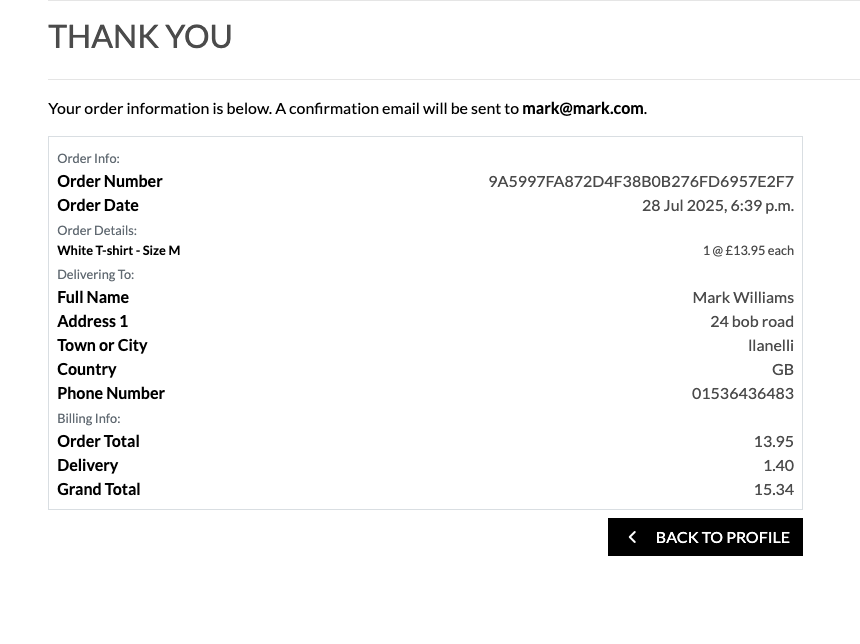 THANK YOU
Your order information is below. A confirmation email will be sent to mark@mark.com.
Order Info:
Order Number 9A5997FA872D4F38B0B276FD6957E2F7
Order Date 28 Jul 2025, 6:39 p.m.
Order Details:
White T-shirt - Size M 1 @ £13.95 each
Delivering To:
Full Name Mark Williams
Address 1 24 bob road
Town or City llanelli
Country GB
Phone Number 01536436483
Billing Info:
Order Total 13.95
Delivery 1.40
Grand Total 15.34
BACK TO PROFILE